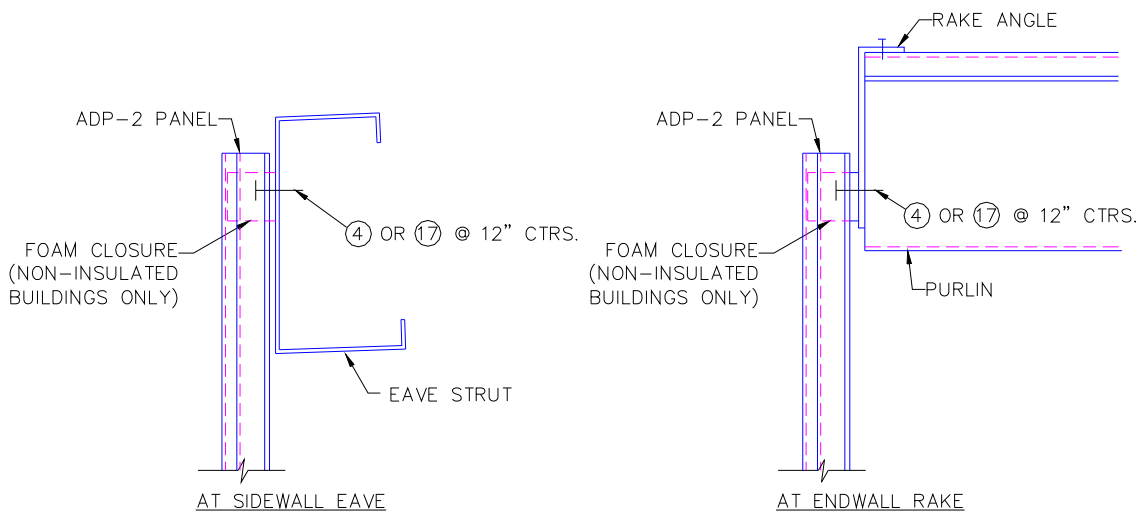 ADP-2 PANEL
4 OR 17 @ 12" CTRS.
FOAM CLOSURE
(NON-INSULATED
BUILDINGS ONLY)
EAVE STRUT
AT SIDEWALL EAVE
RAKE ANGLE
ADP-2 PANEL
4 OR 17 @ 12" CTRS.
FOAM CLOSURE
(NON-INSULATED
BUILDINGS ONLY)
PURLIN
AT ENDWALL RAKE